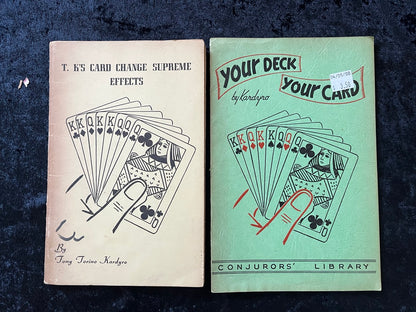 T. K'S CARD CHANGE SUPREME
EFFECTS
K K Q K K Q Q
Q
By
Tony Torino Kardyro
YOUR DECK
YOUR CARD
by Kardyro
K K Q K K Q Q
Q
CONJURORS' LIBRARY